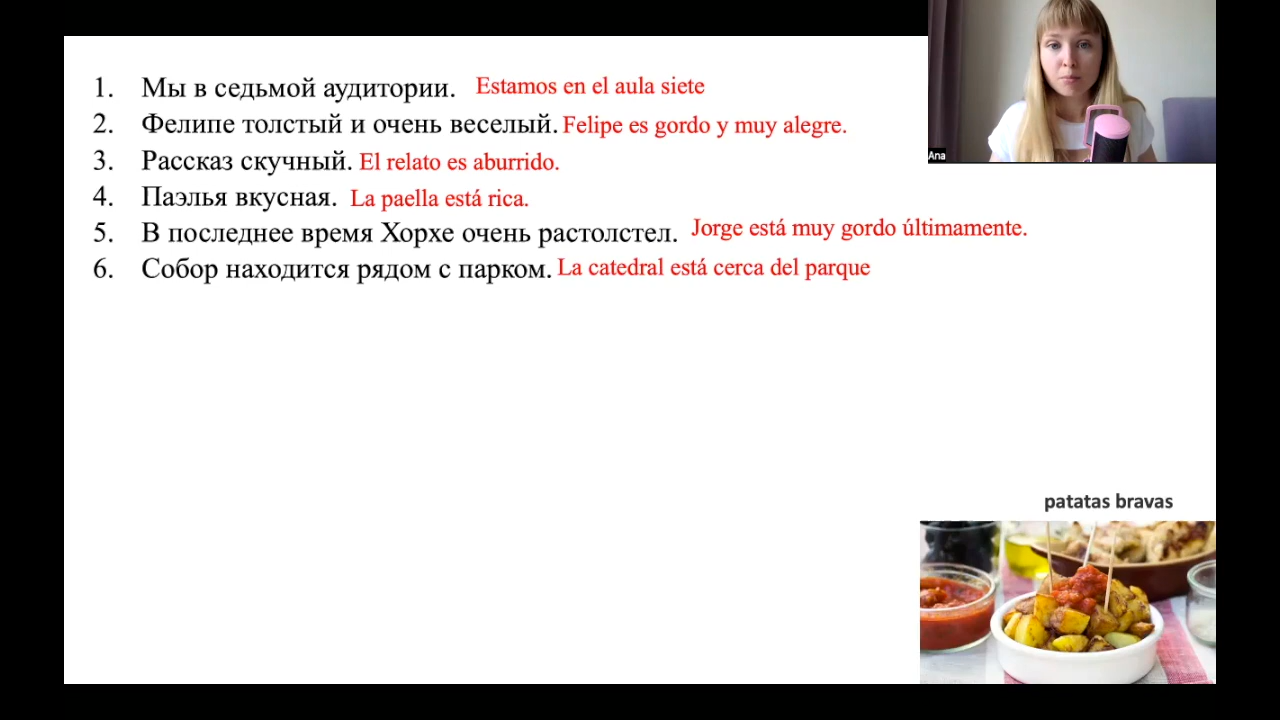 1. Мы в седьмой аудитории. Estamos en el aula siete
2. Фелипе толстый и очень веселый. Felipe es gordo y muy alegre.
3. Рассказ скучный. El relato es aburrido.
4. Паэлья вкусная. La paella está rica.
5. В последнее время Хорхе очень растолстел. Jorge está muy gordo últimamente.
6. Собор находится рядом с парком. La catedral está cerca del parque
Ana
patatas bravas